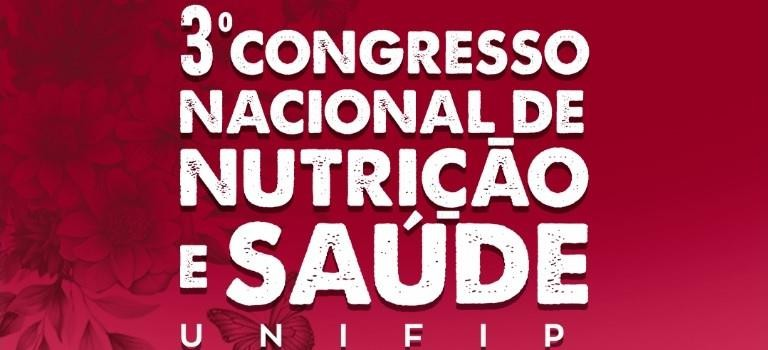 3º CONGRESSO
NACIONAL DE
NUTRIÇÃO
E SAÚDE
UNIFIP